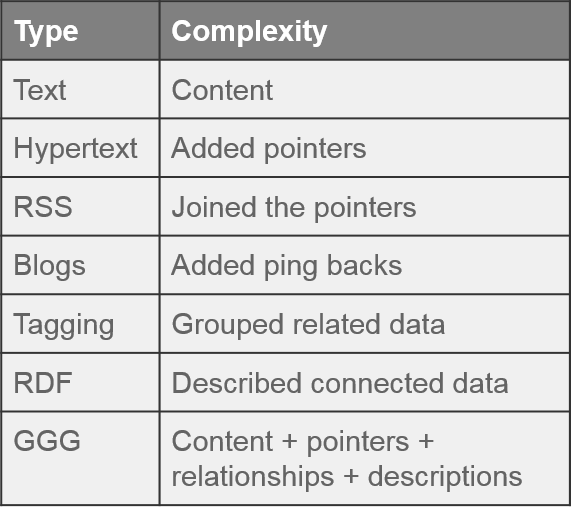 Type Complexity
Text Content
Hypertext Added pointers
RSS Joined the pointers
Blogs Added ping backs
Tagging Grouped related data
RDF Described connected data
GGG Content + pointers +
relationships + descriptions